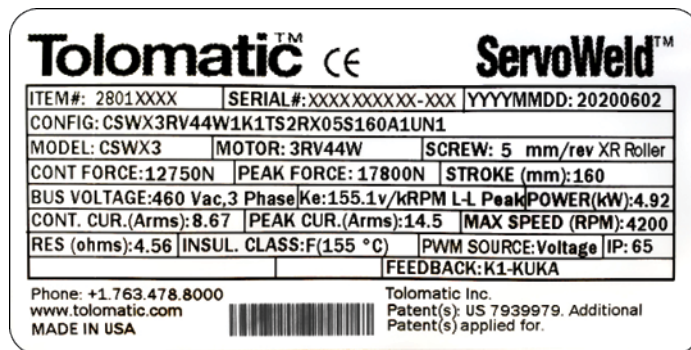 Tolomatic™ CE ServoWeld™
ITEM#: 2801XXXX SERIAL#:XXXXXXXXXX-XXX YYYYMMDD: 20200602
CONFIG: CSWX3RV44W1K1TS2RX05S160A1UN1
MODEL: CSWX3 MOTOR: 3RV44W SCREW: 5 mm/rev XR Roller
CONT FORCE:12750N PEAK FORCE: 17800N STROKE (mm):160
BUS VOLTAGE:460 Vac,3 Phase Ke:155.1v/kRPM L-L Peak POWER(kW):4.92
CONT. CUR.(Arms):8.67 PEAK CUR.(Arms):14.5 MAX SPEED (RPM):4200
RES (ohms):4.56 INSUL. CLASS:F(155 °C) PWM SOURCE:Voltage IP: 65
FEEDBACK:K1-KUKA
Phone: +1.763.478.8000
www.tolomatic.com
MADE IN USA
Tolomatic Inc.
Patent(s): US 7939979. Additional
Patent(s) applied for.